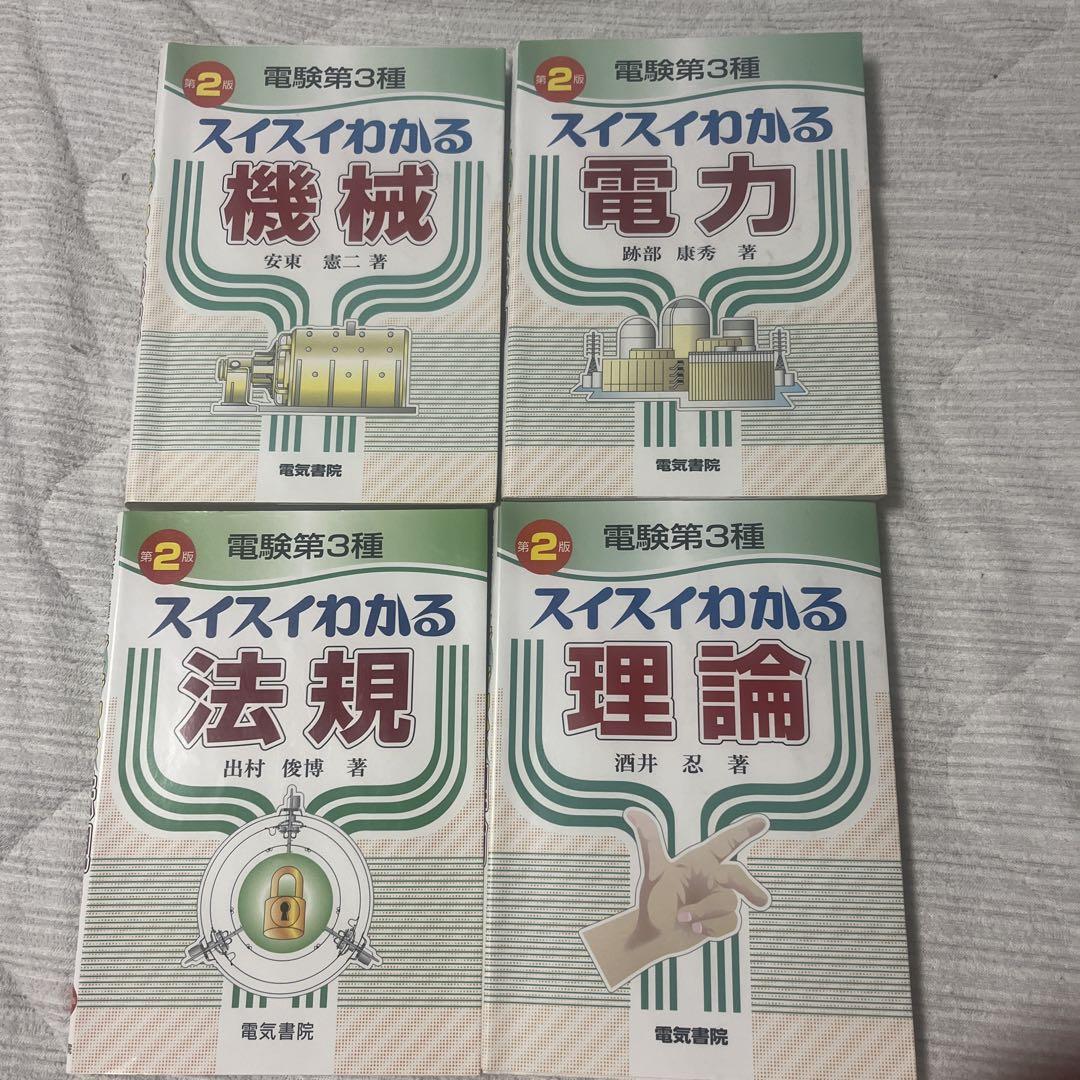 第2版
電験第3種
スイスイわかる
機械
安東 憲二 著
電気書院
第2版
電験第3種
スイスイわかる
電力
跡部 康秀 著
電気書院
第2版
電験第3種
スイスイわかる
法規
出村 俊博 著
電気書院
第2版
電験第3種
スイスイわかる
理論
酒井 忍 著
電気書院